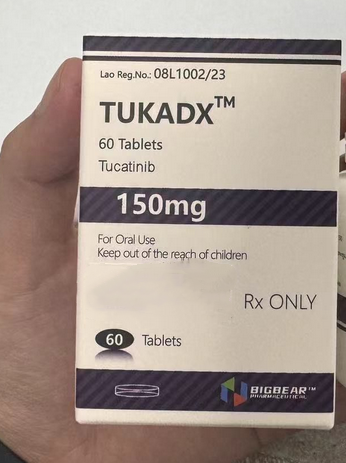 Lao Reg.No.: 08L1002/23
TUKADX™
60 Tablets
Tucatinib
150mg
For Oral Use
Keep out of the reach of children
Rx ONLY
60 Tablets
BIGBEAR™
PHARMACEUTICAL